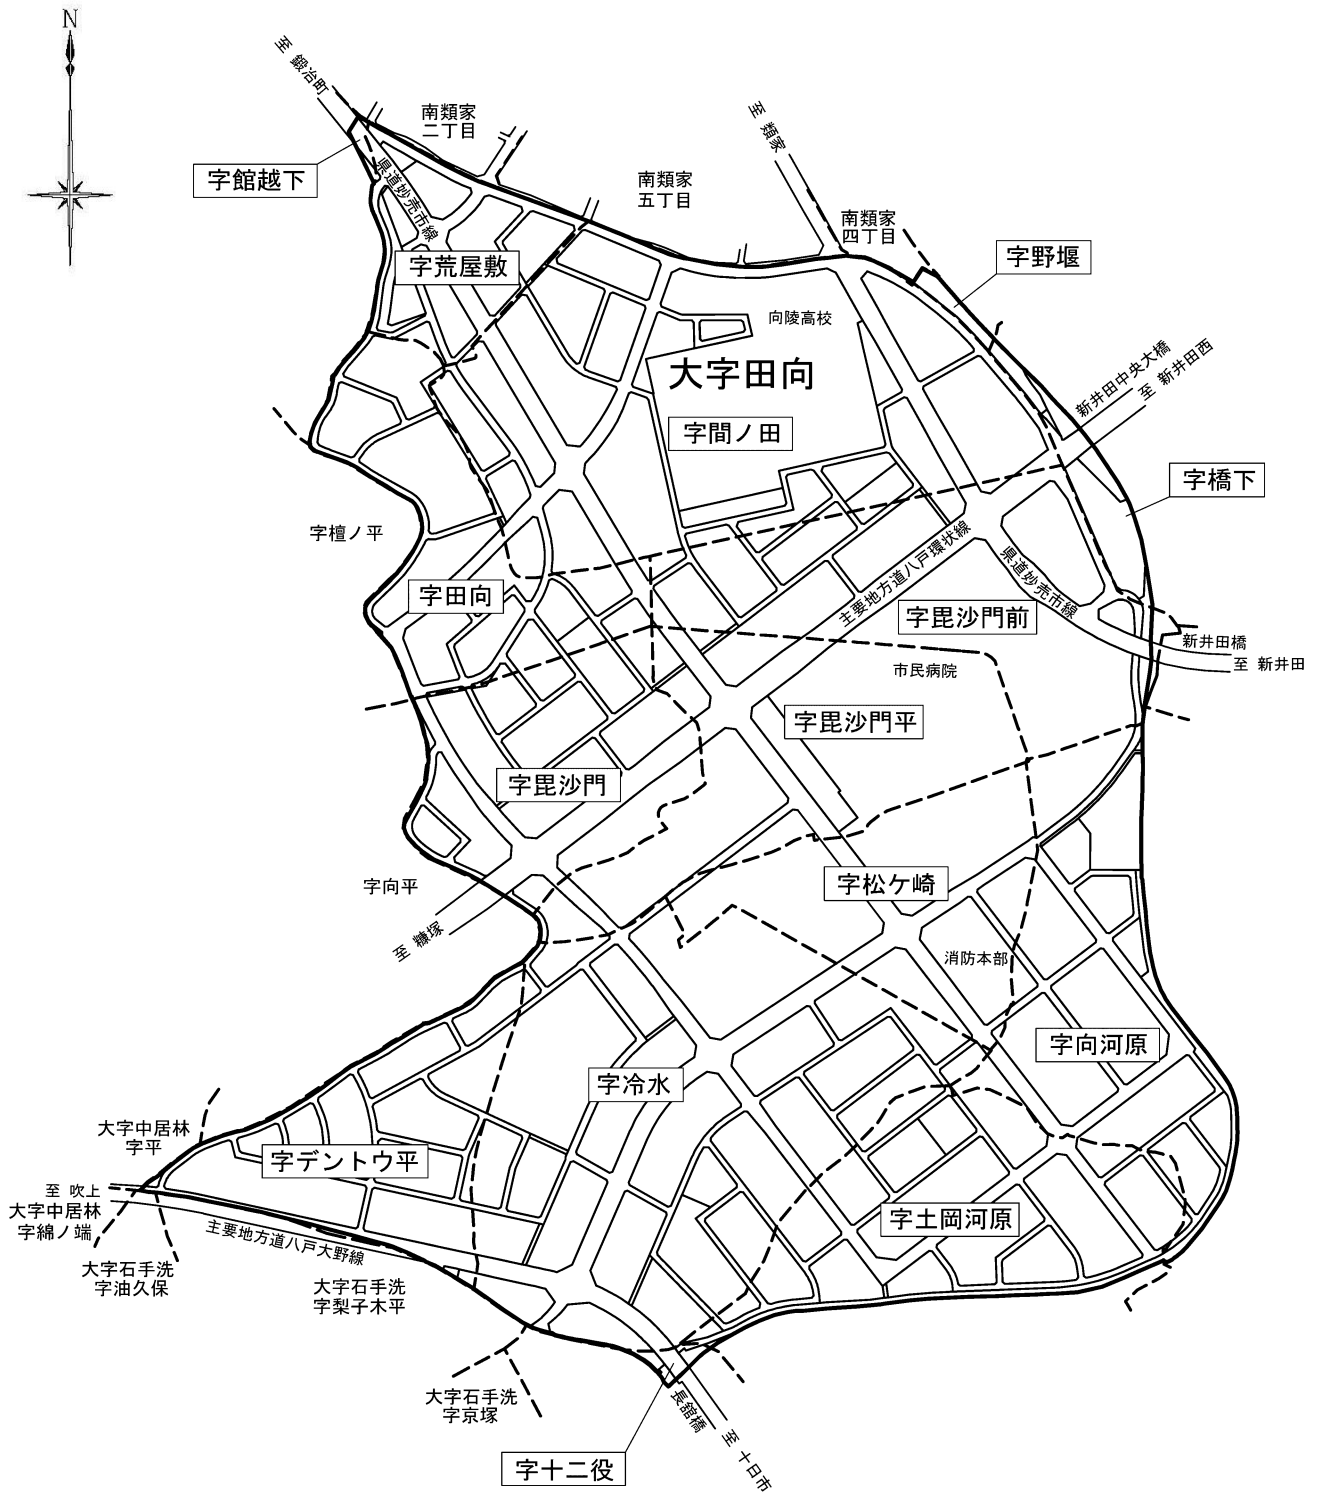 N
至 鍛冶町
南類家
二丁目
至 類家
字館越下
県道妙売市線
南類家
五丁目
南類家
四丁目
字野堰
字荒屋敷
向陵高校
新井田中央大橋
至 新井田西
大字田向
字間ノ田
字橋下
字檀ノ平
主要地方道八戸環状線
県道妙売市線
字田向
字毘沙門前
新井田橋
至 新井田
市民病院
字毘沙門平
字毘沙門
字向平
字松ケ崎
至 糠塚
消防本部
字向河原
字冷水
大字中居林
字平
字デントウ平
至 吹上
大字中居林
字綿ノ端
主要地方道八戸大野線
字土岡河原
大字石手洗
字油久保
大字石手洗
字梨子木平
大字石手洗
字京塚
長舘橋
至 十日市
字十二役